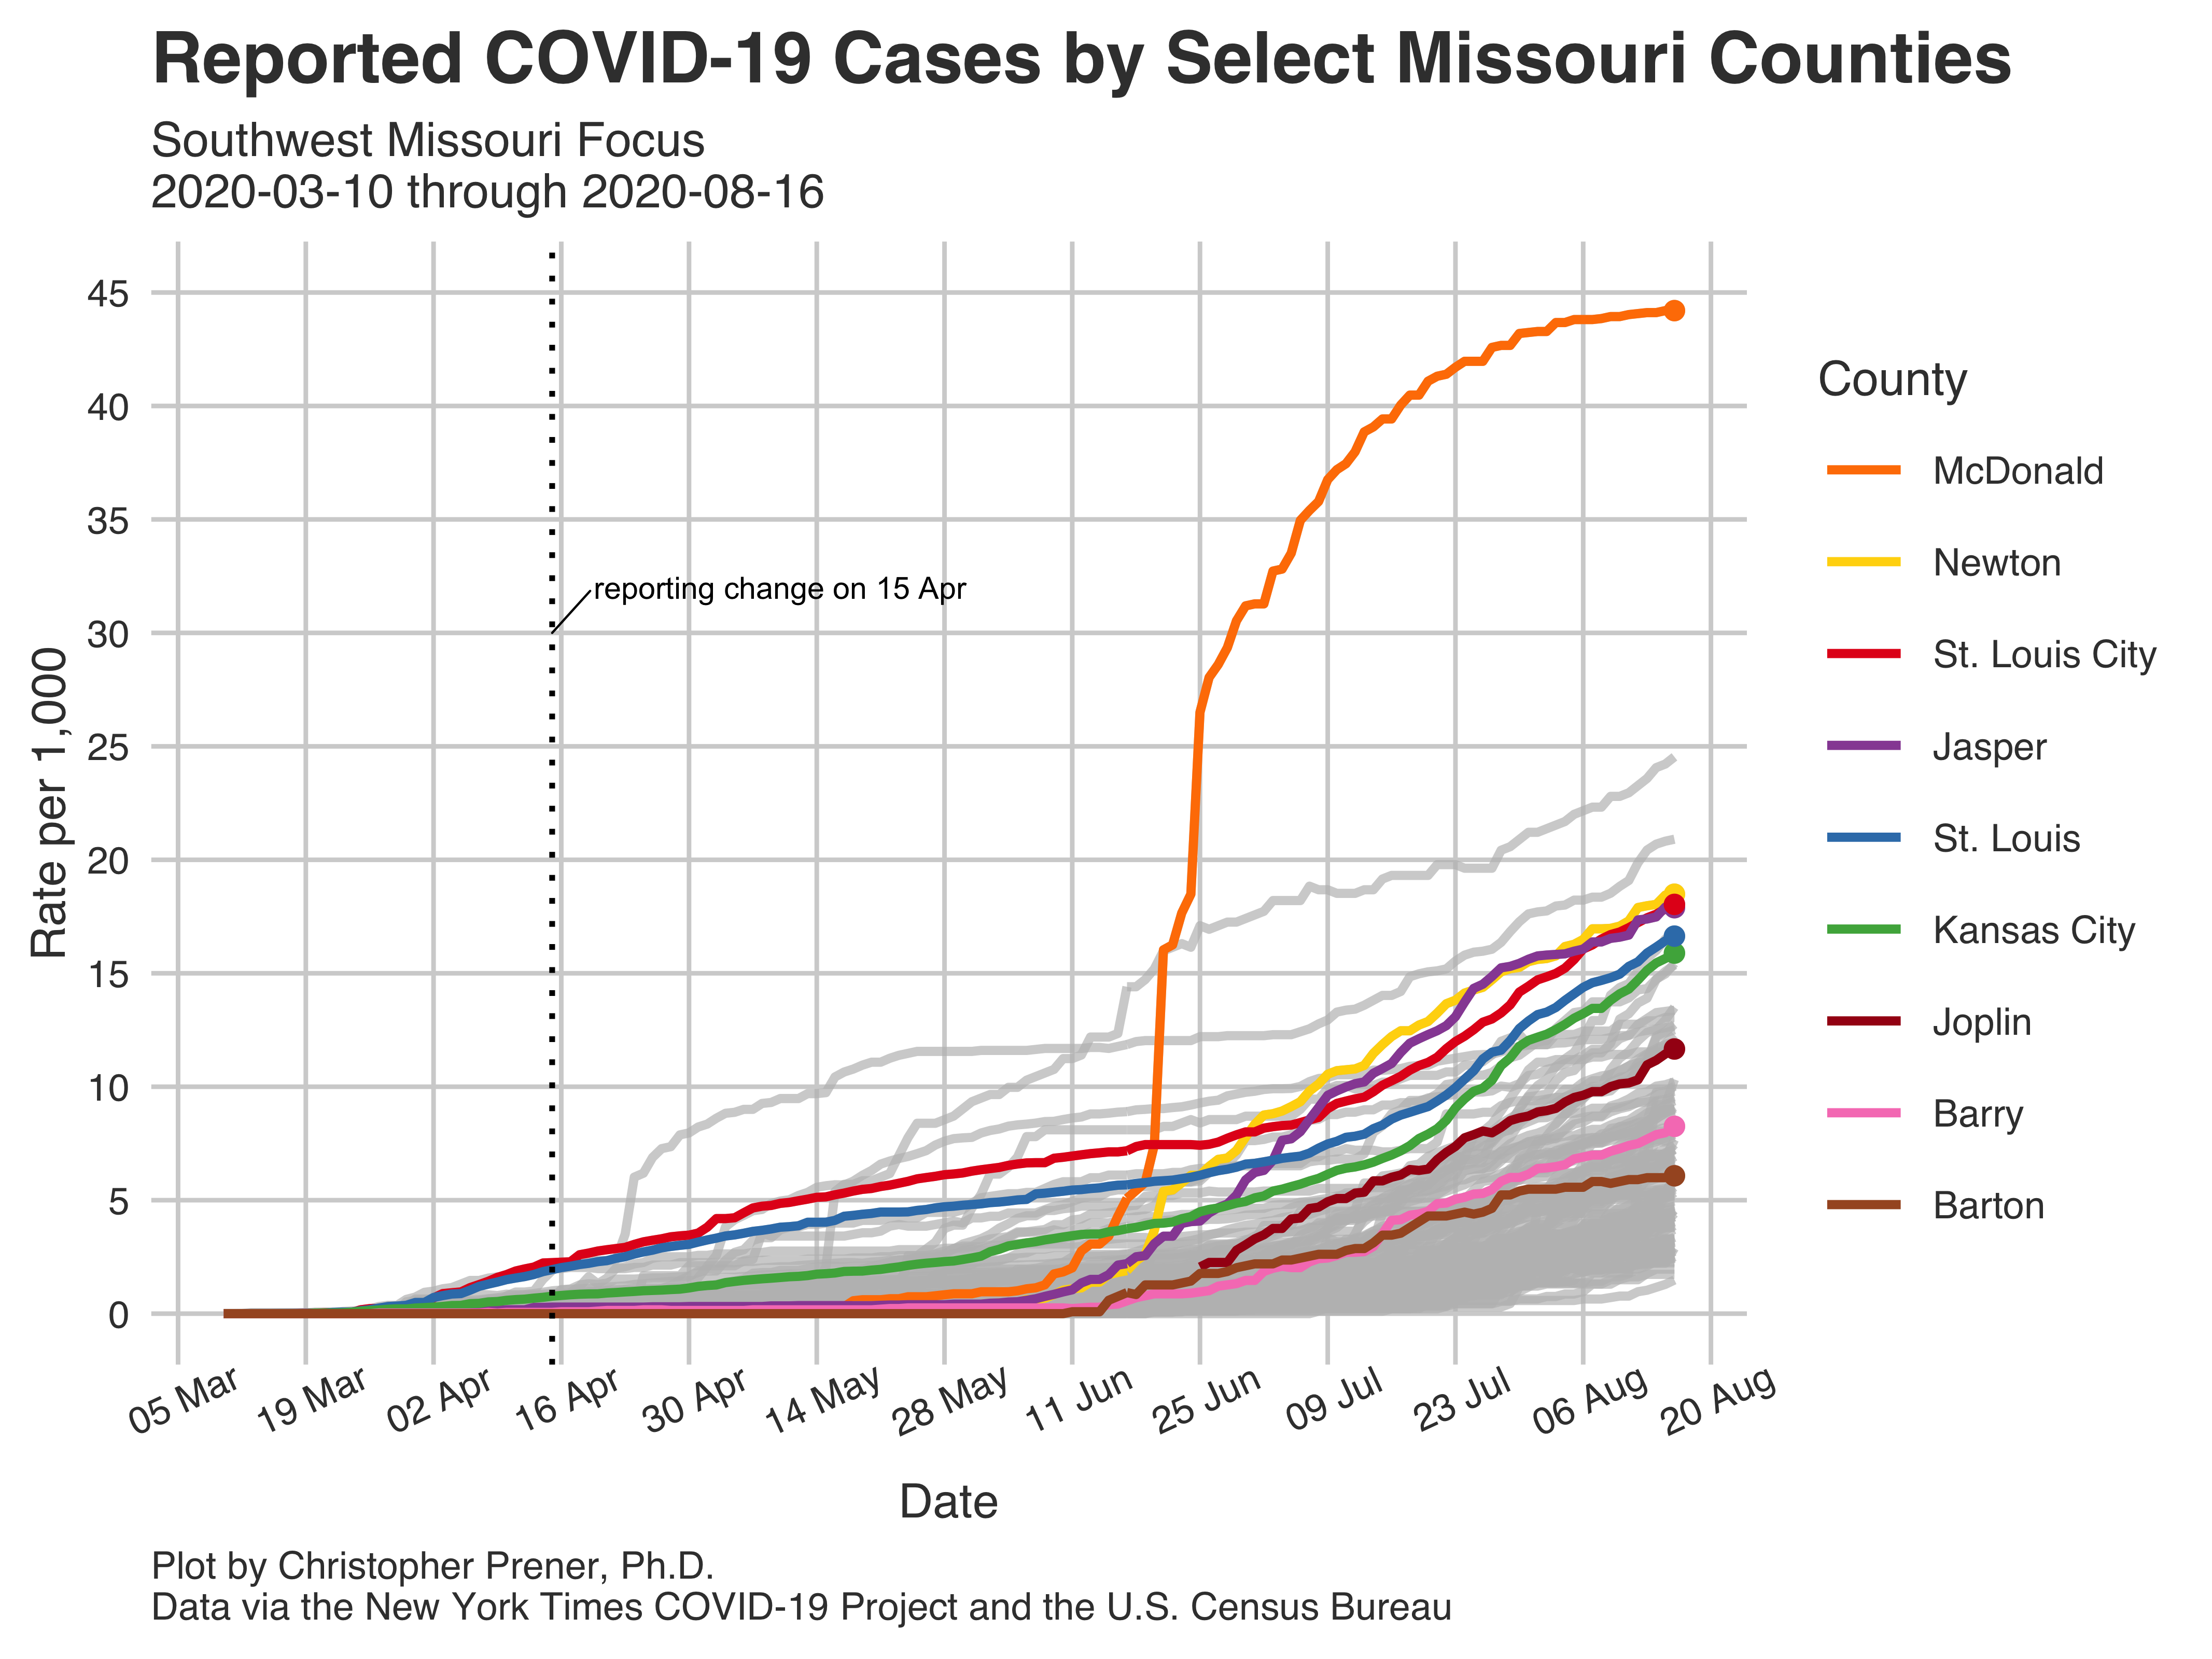 Reported COVID-19 Cases by Select Missouri Counties
Southwest Missouri Focus
2020-03-10 through 2020-08-16
45
40
35
30
25
20
15
10
5
0
Rate per 1,000
reporting change on 15 Apr
05 Mar
19 Mar
02 Apr
16 Apr
30 Apr
14 May
28 May
11 Jun
25 Jun
09 Jul
23 Jul
06 Aug
20 Aug
Date
County
McDonald
Newton
St. Louis City
Jasper
St. Louis
Kansas City
Joplin
Barry
Barton
Plot by Christopher Prener, Ph.D.
Data via the New York Times COVID-19 Project and the U.S. Census Bureau